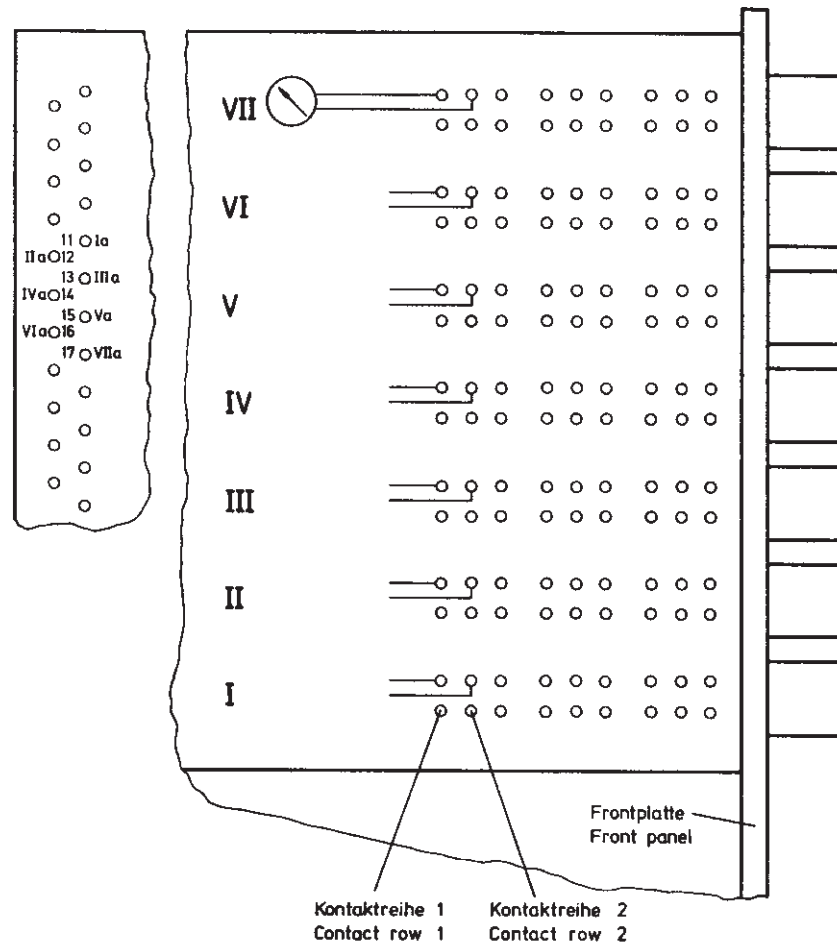 VII
VI
11 Ia
IIa 12
13 IIIa
IVa 14
15 Va
VIa 16
17 VIIa
V
IV
III
II
I
Frontplatte
Front panel
Kontaktreihe 1
Contact row 1
Kontaktreihe 2
Contact row 2